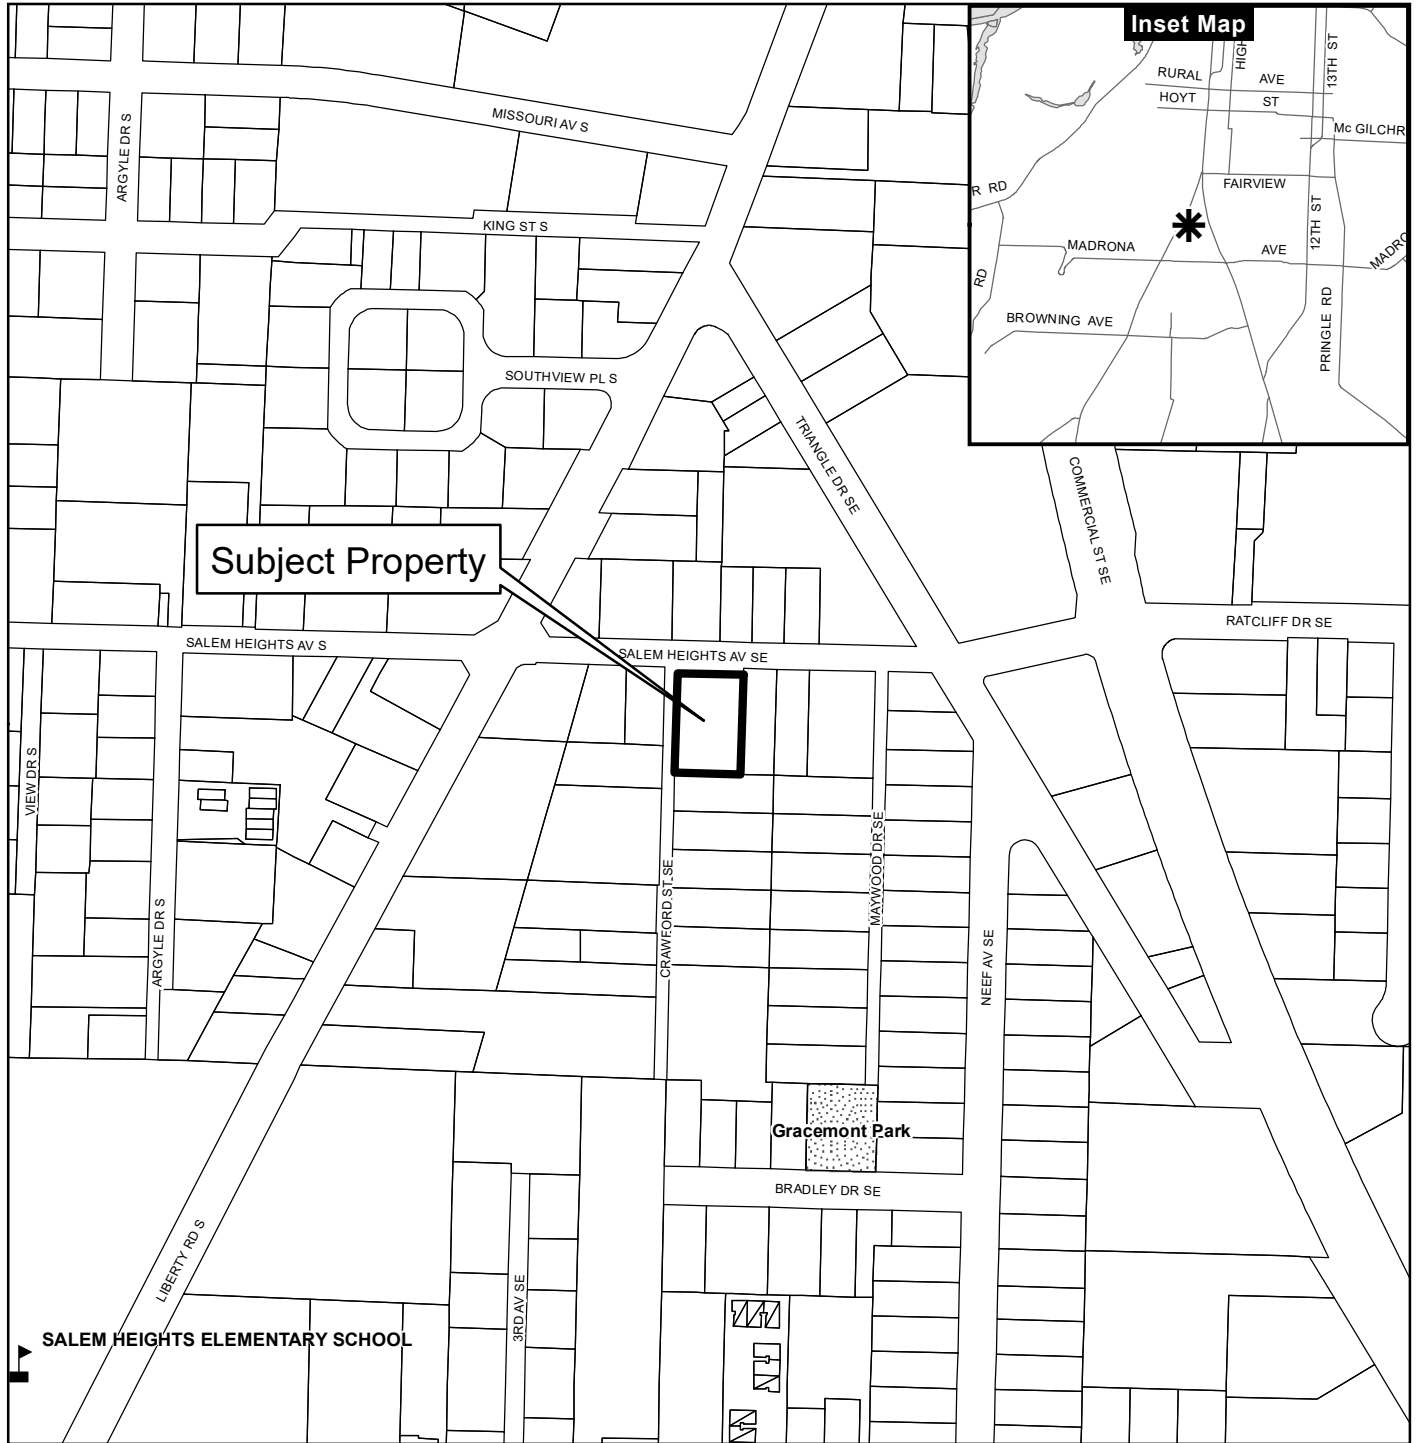 Inset Map
HIGH
13TH ST
RURAL AVE
HOYT ST
Mc GILCHR
R RD
FAIRVIEW
12TH ST
MADRONA AVE
MADRO
RD
BROWNING AVE
PRINGLE RD
MISSOURI AV S
ARGYLE DR S
KING ST S
SOUTHVIEW PL S
TRIANGLE DR SE
COMMERCIAL ST SE
Subject Property
RATCLIFF DR SE
SALEM HEIGHTS AV S
SALEM HEIGHTS AV SE
VIEW DR S
ARGYLE DR S
CRAWFORD ST SE
MAYWOOD DR SE
NEEF AV SE
Gracemont Park
BRADLEY DR SE
LIBERTY RD S
3RD AV SE
SALEM HEIGHTS ELEMENTARY SCHOOL